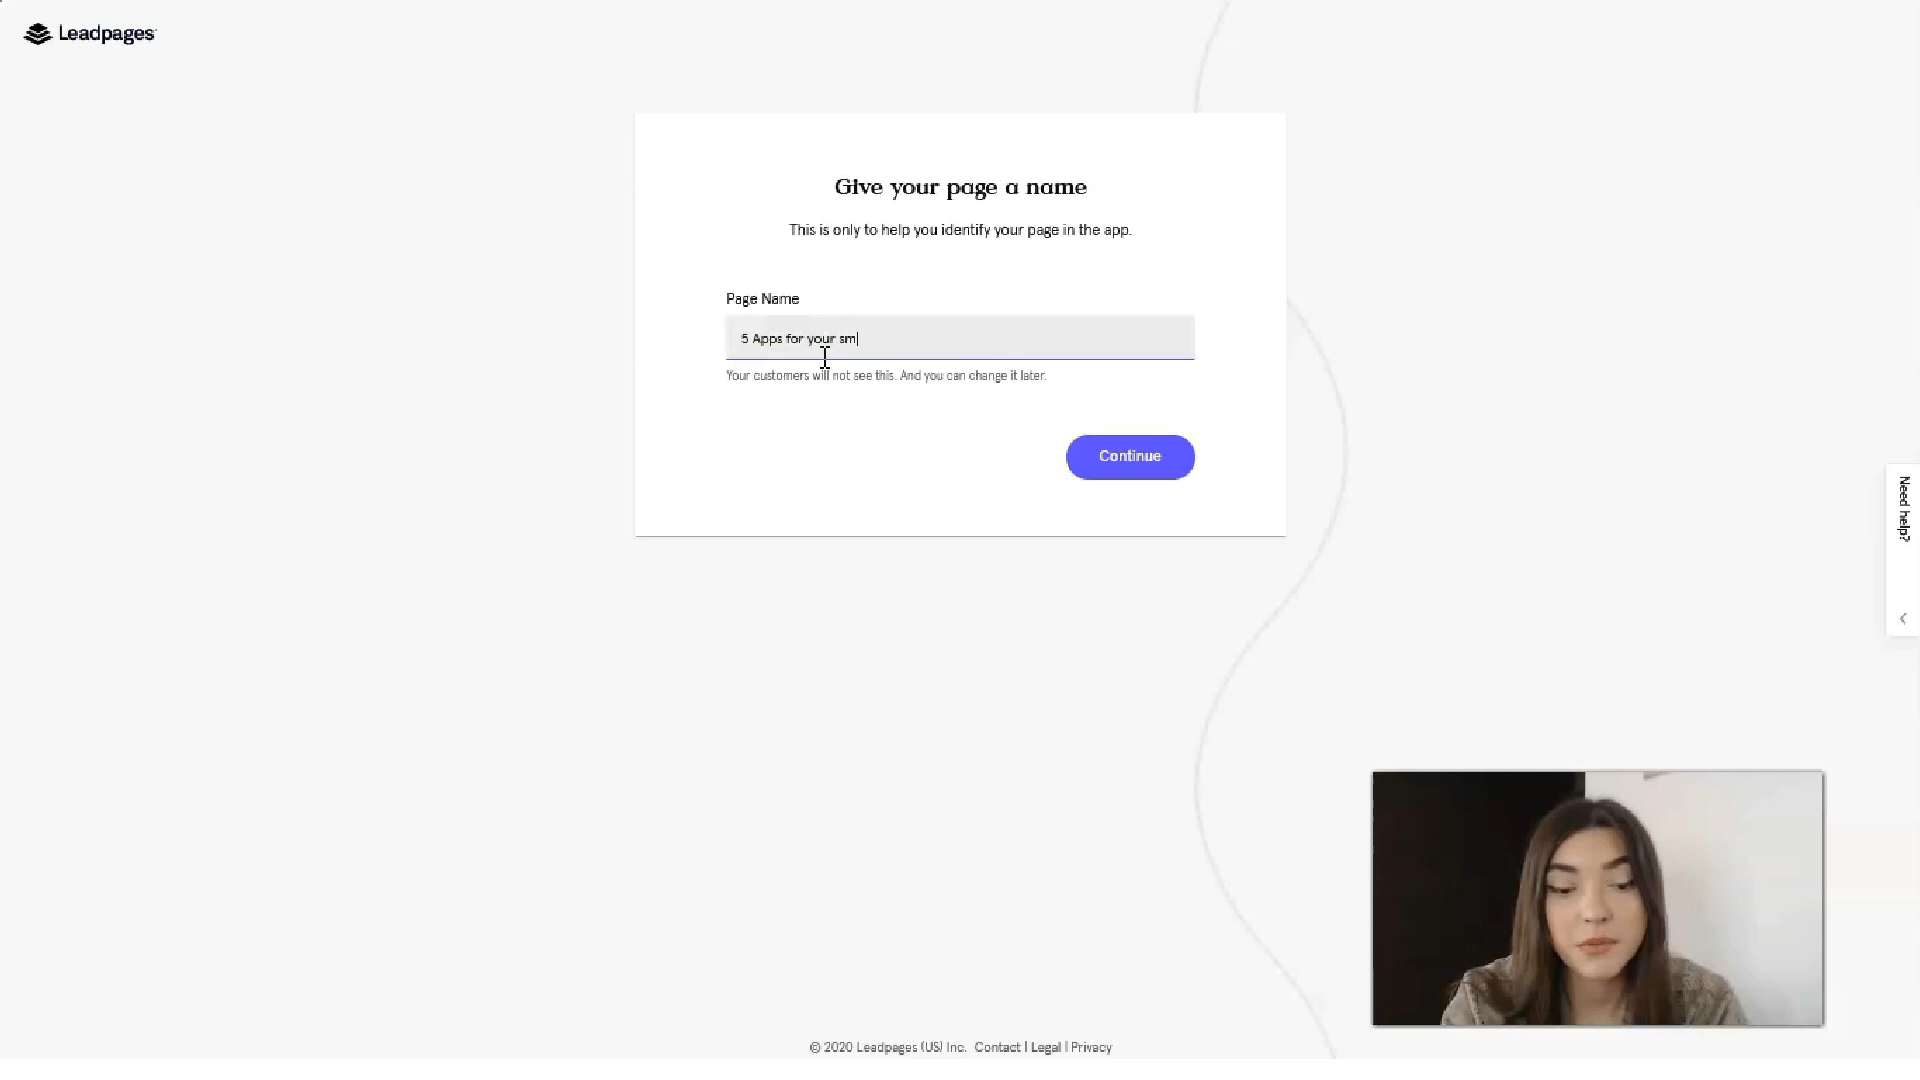 Leadpages
Give your page a name
This is only to help you identify your page in the app.
Page Name
5 Apps for your sm
Your customers will not see this. And you can change it later.
Continue
Need help?
© 2020 Leadpages (US) Inc. Contact | Legal | Privacy